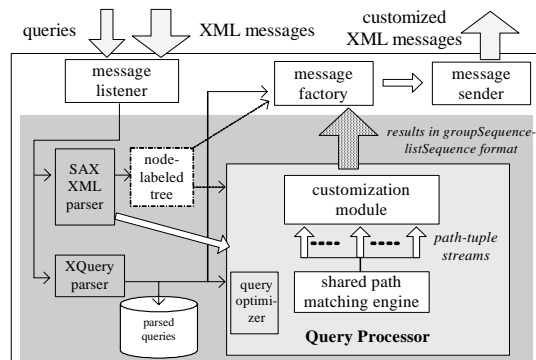 queries
XML messages
customized
XML messages
message
listener
message
factory
message
sender
results in groupSequence-
listSequence format
SAX
XML
parser
node-
labeled
tree
customization
module
path-tuple
streams
XQuery
parser
query
optimi-
zer
shared path
matching engine
parsed
queries
Query Processor